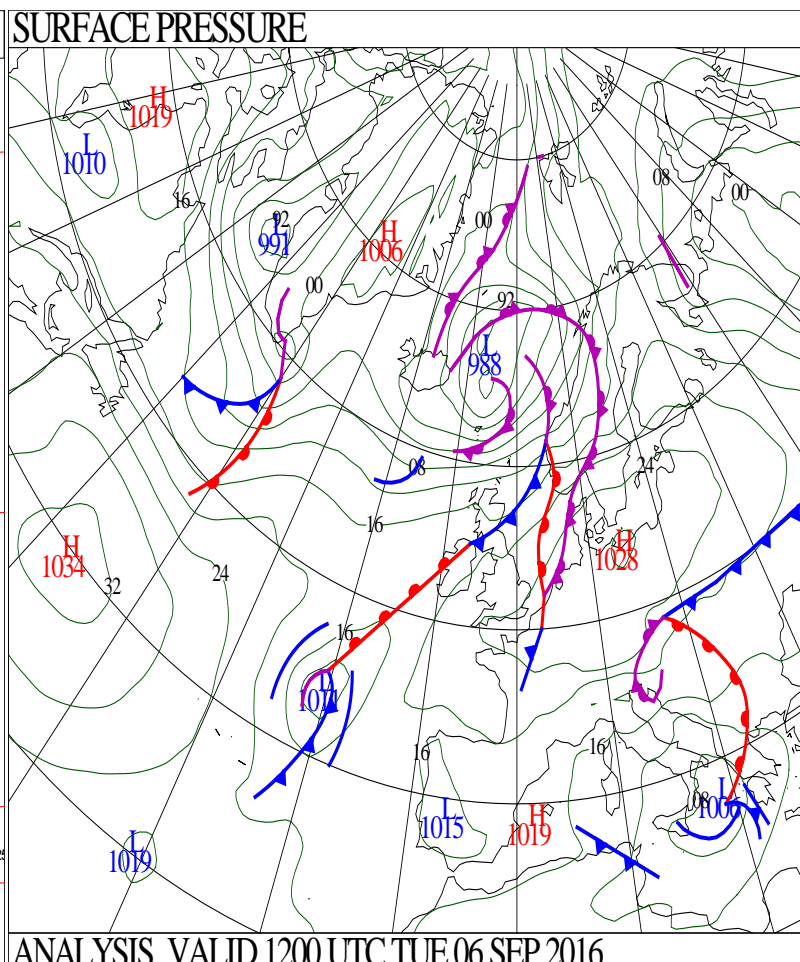 SURFACE PRESSURE
H
1019
L
1010
08
00
16
92
L
991
H
1006
00
00
92
L
988
08
24
16
H
1034
H
1028
24
32
16
L
1011
16
16
L
1006
08
L
1015
H
1019
L
1019
ANALYSIS VALID 1200 UTC TUE 06 SEP 2016